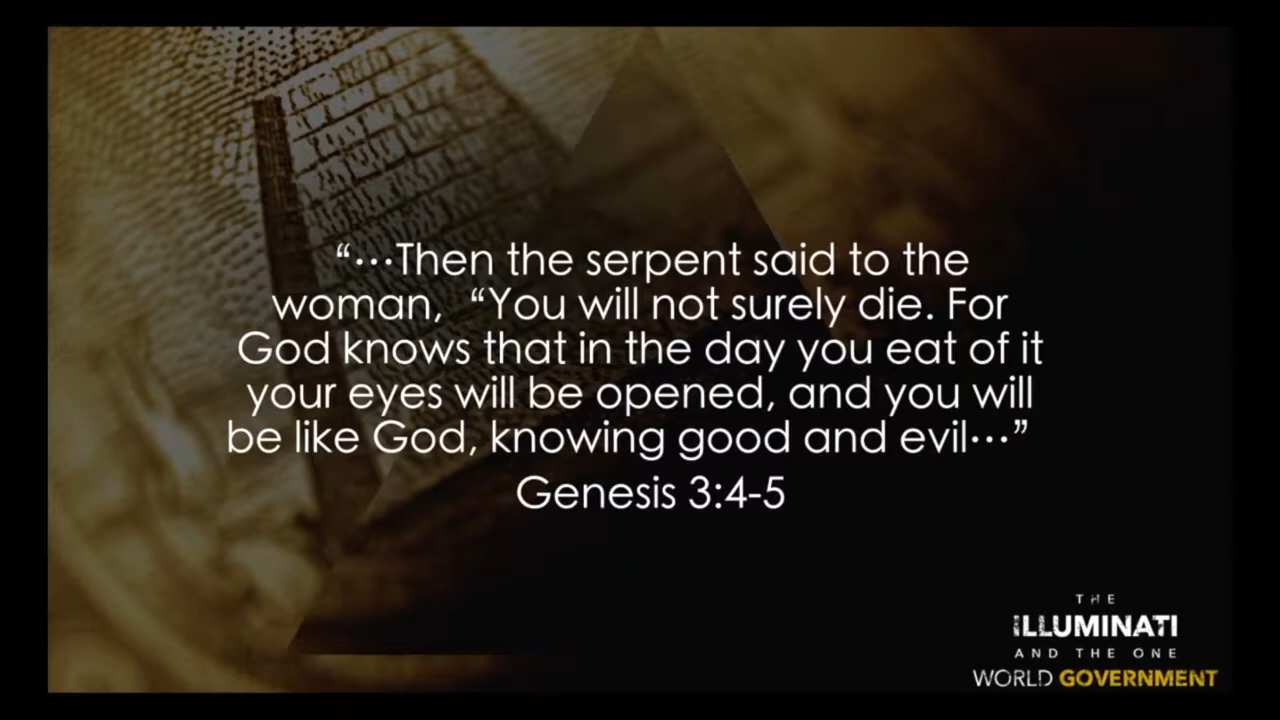 “…Then the serpent said to the
woman, “You will not surely die. For
God knows that in the day you eat of it
your eyes will be opened, and you will
be like God, knowing good and evil…”
Genesis 3:4-5
THE
ILLUMINATI
AND THE ONE
WORLD GOVERNMENT